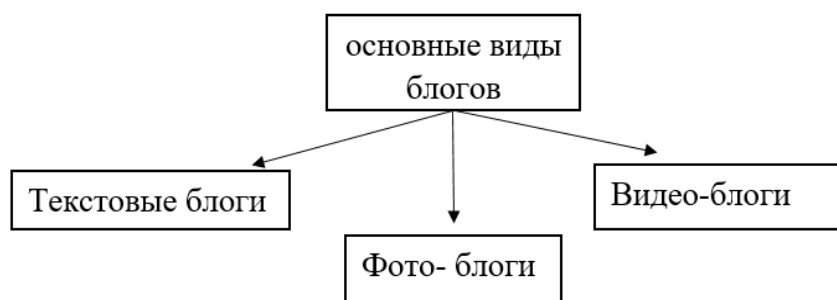 основные виды
блогов
Текстовые блоги
Фото- блоги
Видео-блоги